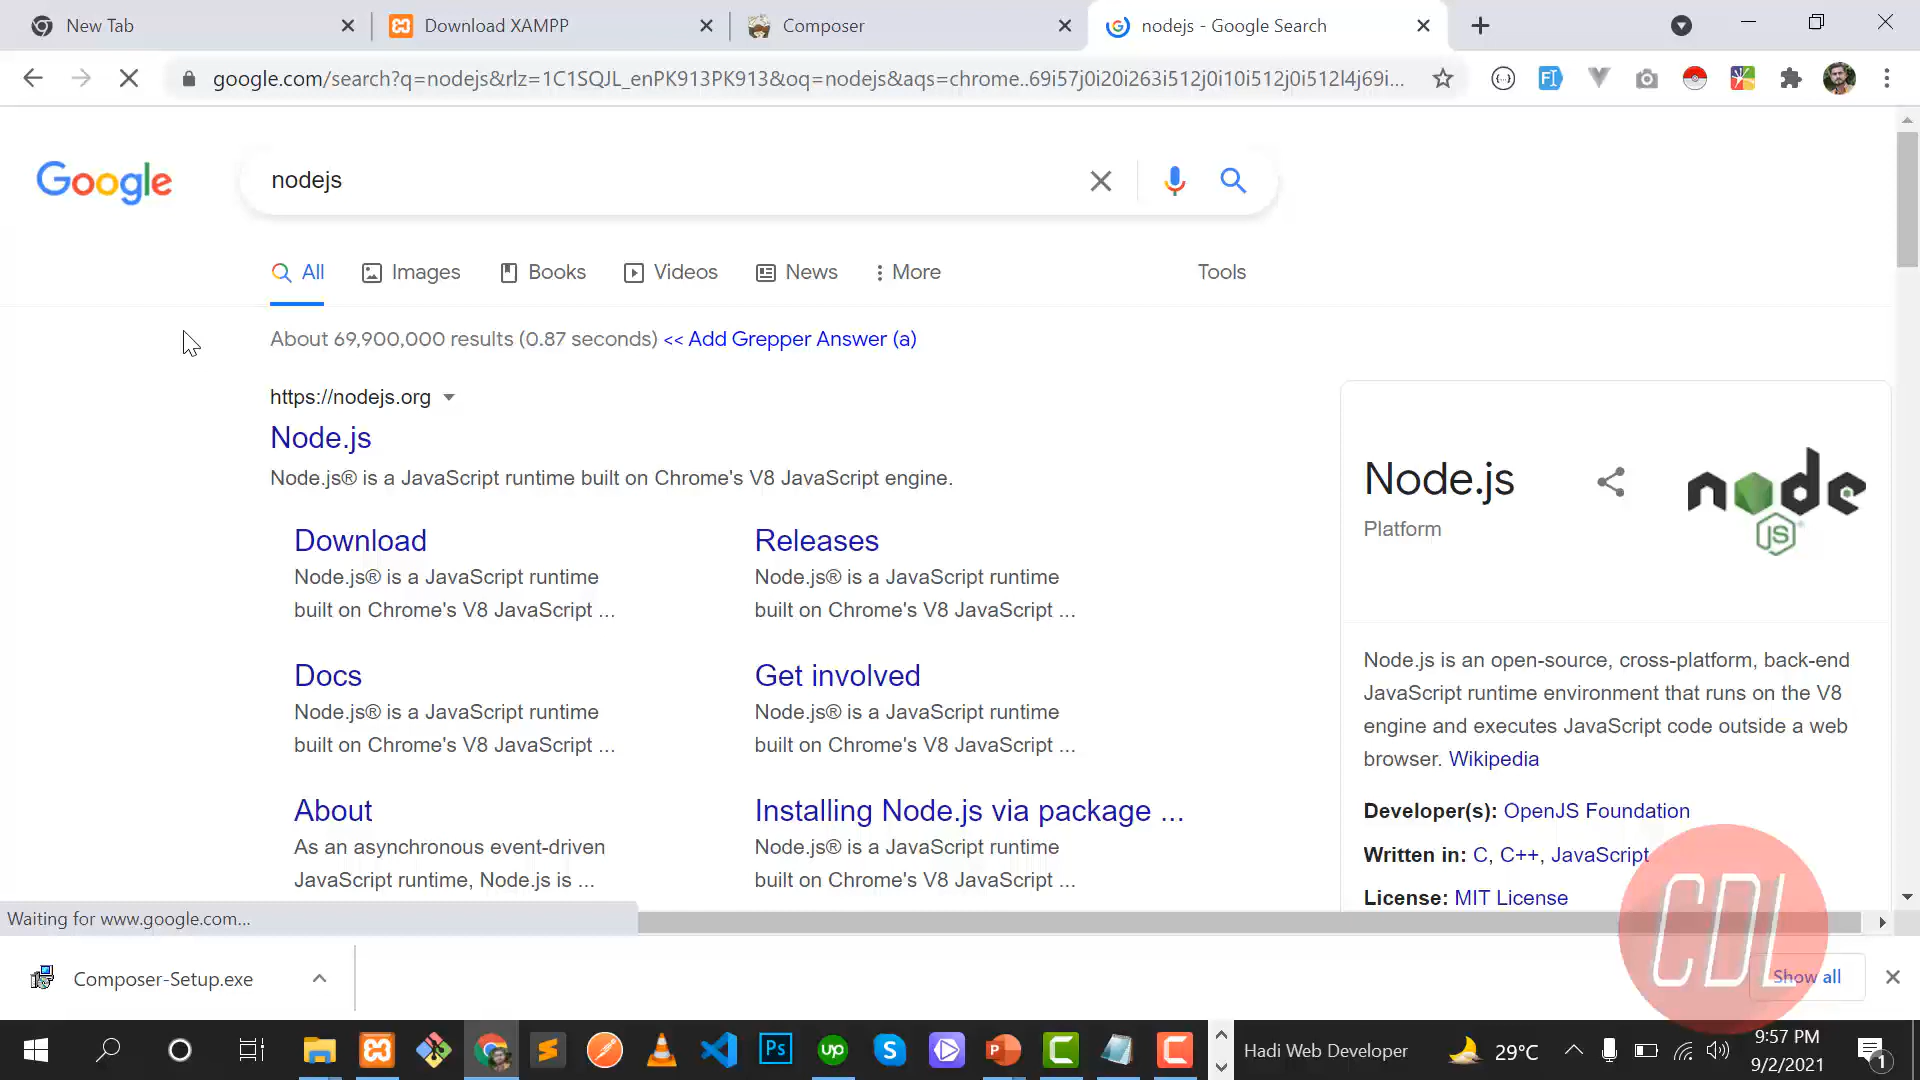 New Tab
Download XAMPP
Composer
nodejs - Google Search
google.com/search?q=nodejs&rlz=1C1SQJL_enPK913PK913&oq=nodejs&aqs=chrome..69i57j0i20i263i512j0i10i512j0i512l4j69i...
Google
nodejs
All
Images
Books
Videos
News
More
Tools
About 69,900,000 results (0.87 seconds) << Add Grepper Answer (a)
https://nodejs.org
Node.js
Node.js® is a JavaScript runtime built on Chrome's V8 JavaScript engine.
Download
Node.js® is a JavaScript runtime
built on Chrome's V8 JavaScript ...
Releases
Node.js® is a JavaScript runtime
built on Chrome's V8 JavaScript ...
Docs
Node.js® is a JavaScript runtime
built on Chrome's V8 JavaScript ...
Get involved
Node.js® is a JavaScript runtime
built on Chrome's V8 JavaScript ...
About
As an asynchronous event-driven
JavaScript runtime, Node.js is ...
Installing Node.js via package ...
Node.js® is a JavaScript runtime
built on Chrome's V8 JavaScript ...
Node.js
Platform
node
JS
Node.js is an open-source, cross-platform, back-end
JavaScript runtime environment that runs on the V8
engine and executes JavaScript code outside a web
browser. Wikipedia
Developer(s): OpenJS Foundation
Written in: C, C++, JavaScript
License: MIT License
Waiting for www.google.com...
Composer-Setup.exe
Show all
CDL
Ps
up
S
P
C
C
Hadi Web Developer
29°C
9:57 PM
9/2/2021
1